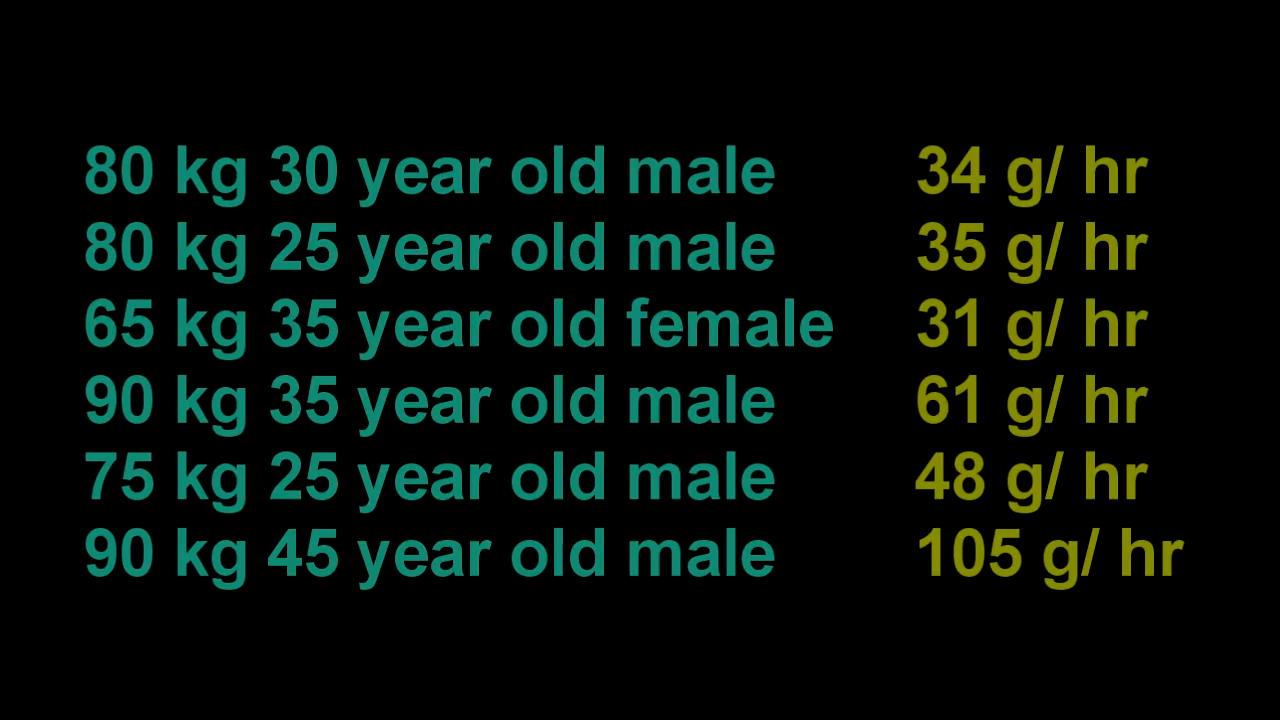 80 kg 30 year old male 34 g/ hr
80 kg 25 year old male 35 g/ hr
65 kg 35 year old female 31 g/ hr
90 kg 35 year old male 61 g/ hr
75 kg 25 year old male 48 g/ hr
90 kg 45 year old male 105 g/ hr